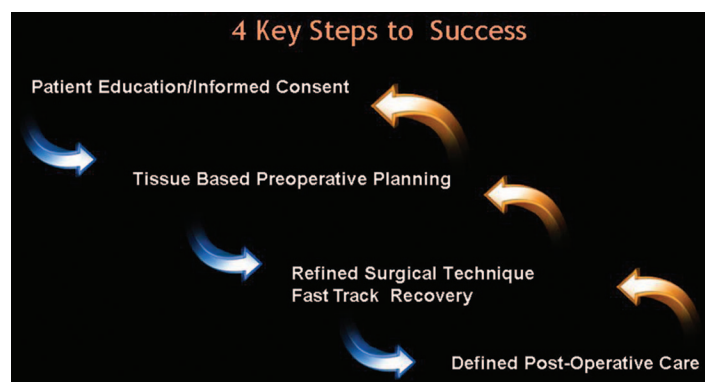 4 Key Steps to Success
Patient Education/Informed Consent
Tissue Based Preoperative Planning
Refined Surgical Technique
Fast Track Recovery
Defined Post-Operative Care